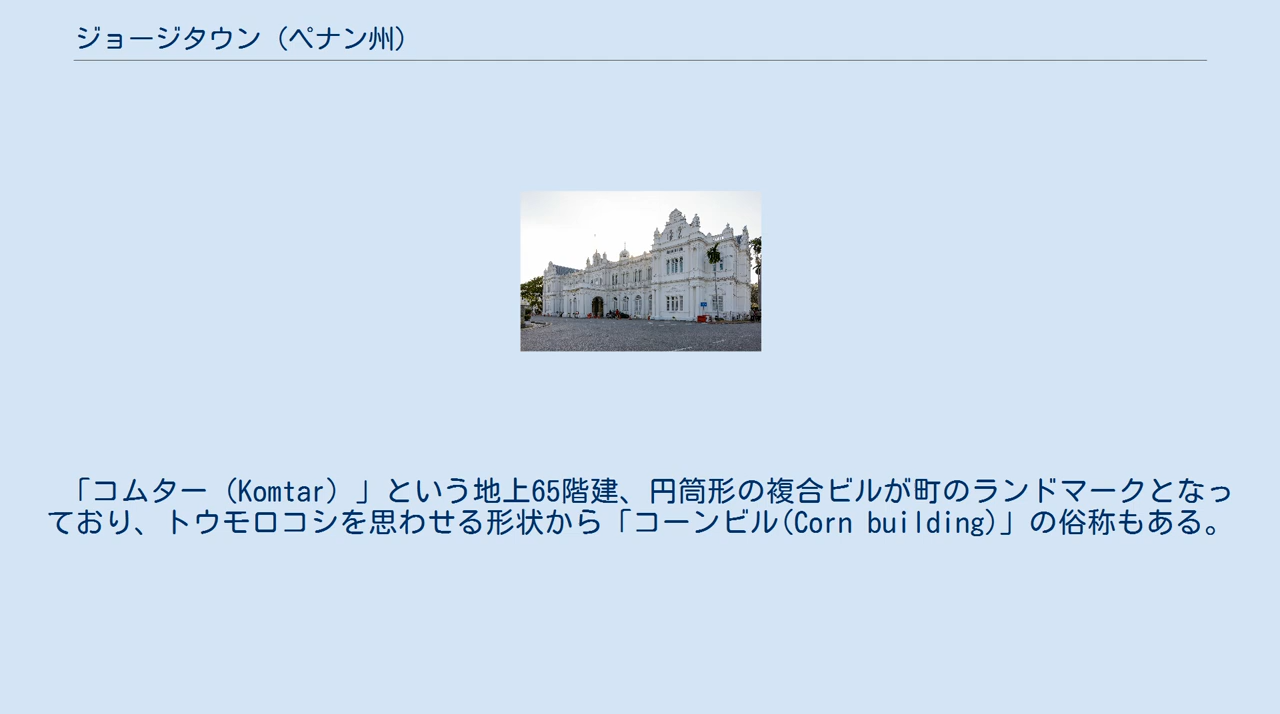 ジョージタウン（ペナン州）
「コムター（Komtar）」という地上65階建、円筒形の複合ビルが町のランドマークとなっ
ており、トウモロコシを思わせる形状から「コーンビル(Corn building)」の俗称もある。